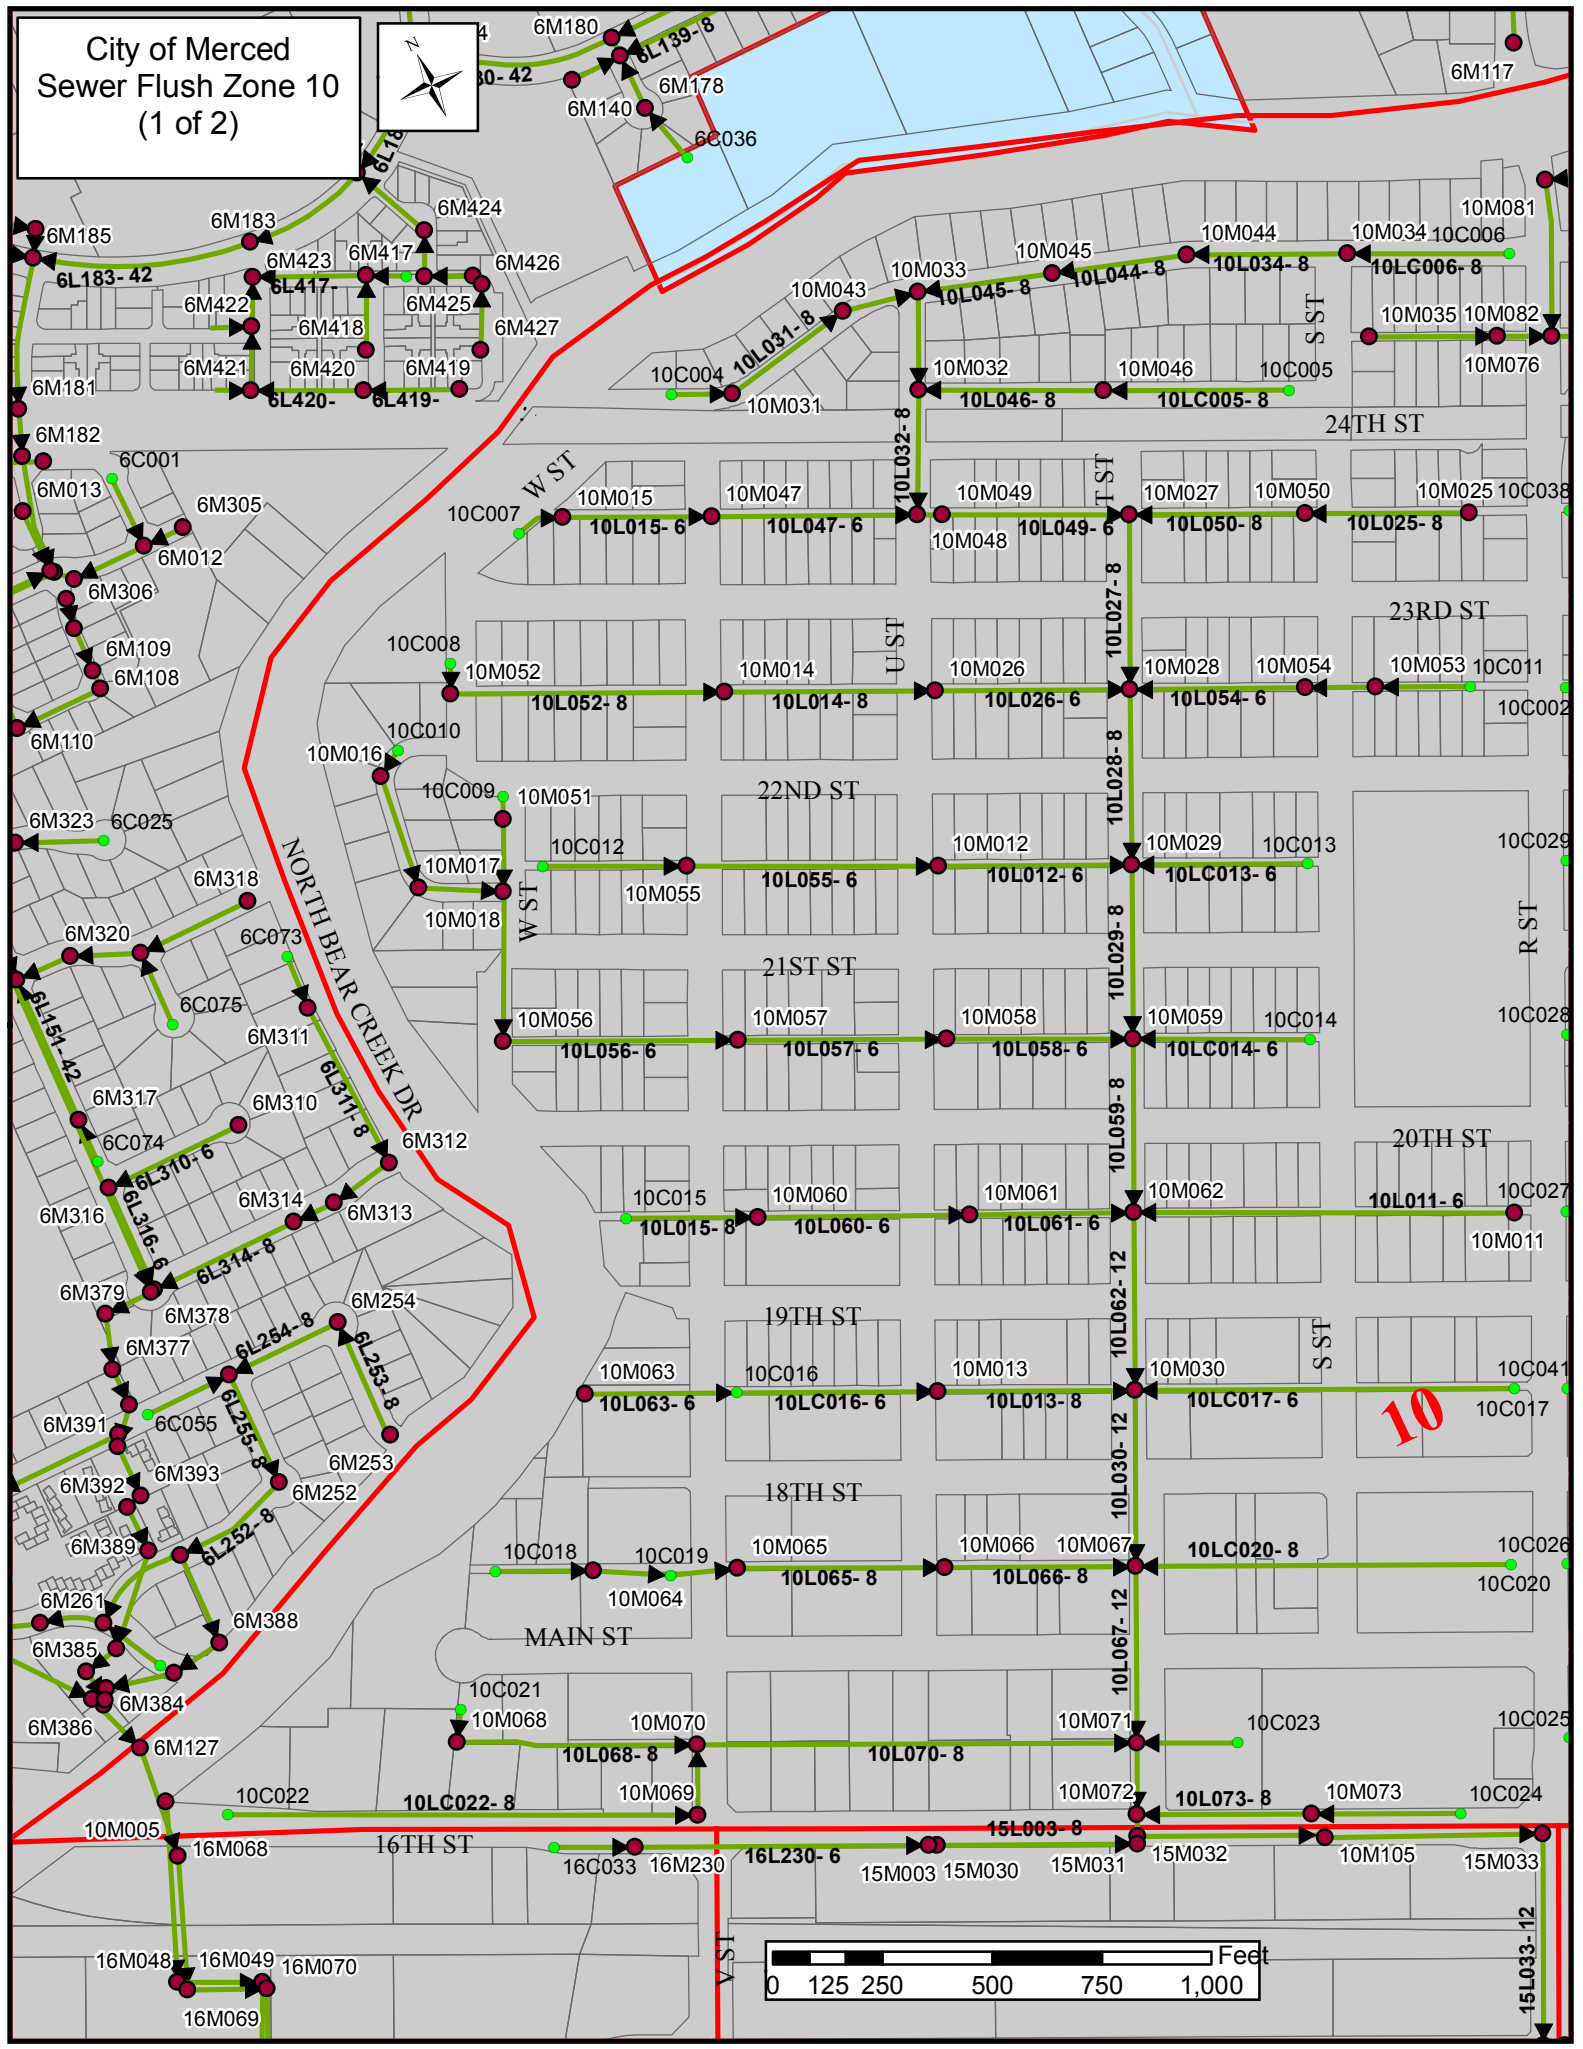 City of Merced
Sewer Flush Zone 10
(1 of 2)
N
4
6M180
6L139- 8
30- 42
6M178
6M140
6C036
6M117
6L18
6M424
6M183
6M185
6M423
6M417
6M426
6L183- 42
6L417-
6M425
6M422
6M418
6M427
6M421
6M420
6M419
6L420-
6L419-
6M181
6M182
6C001
6M013
6M305
6M012
6M306
6M109
6M108
6M110
10M081
10M044
10M034
10C006
10M045
10L044- 8
10L034- 8
10LC006- 8
10M033
10L045- 8
10M043
10L031- 8
S ST
10M035
10M082
10M076
10C004
10M031
10M032
10M046
10C005
10L046- 8
10LC005- 8
24TH ST
10L032- 8
W ST
T ST
10C007
10M015
10M047
10M049
10M027
10M050
10M025
10C038
10L015- 6
10L047- 6
10L049- 6
10L050- 8
10L025- 8
10M048
10L027- 8
23RD ST
U ST
10C008
10M052
10M014
10M026
10M028
10M054
10M053
10C011
10L052- 8
10L014- 8
10L026- 6
10L054- 6
10C002
10C010
10M016
10L028- 8
10C009
10M051
22ND ST
6M323
6C025
10C012
10M012
10M029
10C013
10C029
10M017
10M055
10L055- 6
10L012- 6
10LC013- 6
10M018
W ST
NORTH BEAR CREEK DR
6M318
6M320
6C073
10L029- 8
R ST
21ST ST
6L151- 42
6C075
6M311
10M056
10M057
10M058
10M059
10C014
10C028
10L056- 6
10L057- 6
10L058- 6
10LC014- 6
6L311- 8
6M317
6M310
6C074
6M312
6L310- 6
10L059- 8
20TH ST
6M316
6L316- 6
6M314
6M313
10C015
10M060
10M061
10M062
10L011- 6
10C027
10L015- 8
10L060- 6
10L061- 6
10M011
6L314- 8
6M379
6M378
6M254
10L062- 12
19TH ST
S ST
6M377
6L254- 8
6L253- 8
10M063
10C016
10M013
10M030
10C041
10L063- 6
10LC016- 6
10L013- 8
10LC017- 6
10C017
10
6M391
6C055
6L255- 8
6M253
10L030- 12
6M392
6M393
6M252
18TH ST
6M389
6L252- 8
10C018
10C019
10M065
10M066
10M067
10LC020- 8
10C026
10M064
10L065- 8
10L066- 8
10C020
6M261
6M388
6M385
MAIN ST
10L067- 12
6M384
6M386
6M127
10C021
10M068
10M070
10M071
10C023
10C025
10L068- 8
10L070- 8
10C022
10LC022- 8
10M069
10M072
10L073- 8
10M073
10C024
10M005
16M068
16TH ST
15L003- 8
16C033
16M230
16L230- 6
15M003
15M030
15M031
15M032
10M105
15M033
V ST
16M048
16M049
16M070
16M069
15L033- 12
Feet
0 125 250 500 750 1,000